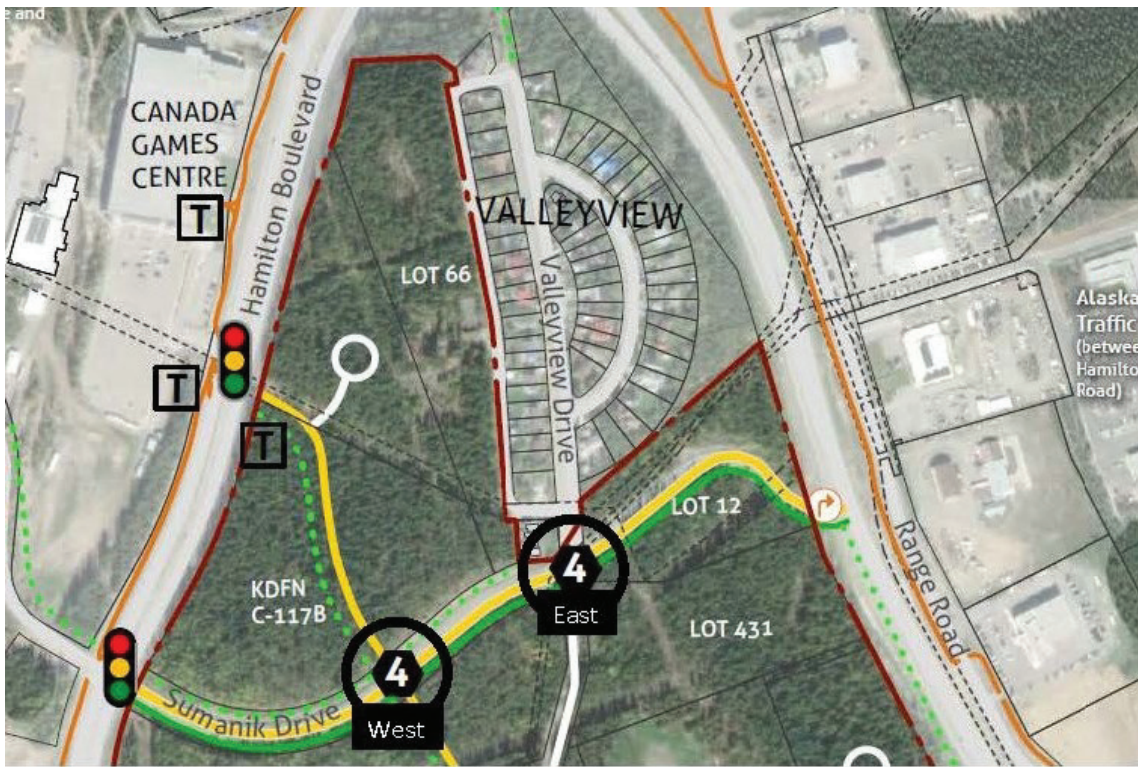 e and
CANADA
GAMES
CENTRE
T
Hamilton Boulevard
VALLEYVIEW
LOT 66
Valleyview Drive
Alaska
Traffic
(betwee
Hamilto
Road)
T
T
LOT 12
4
East
KDFN
C-117B
LOT 431
Range Road
4
West
Sumanik Drive